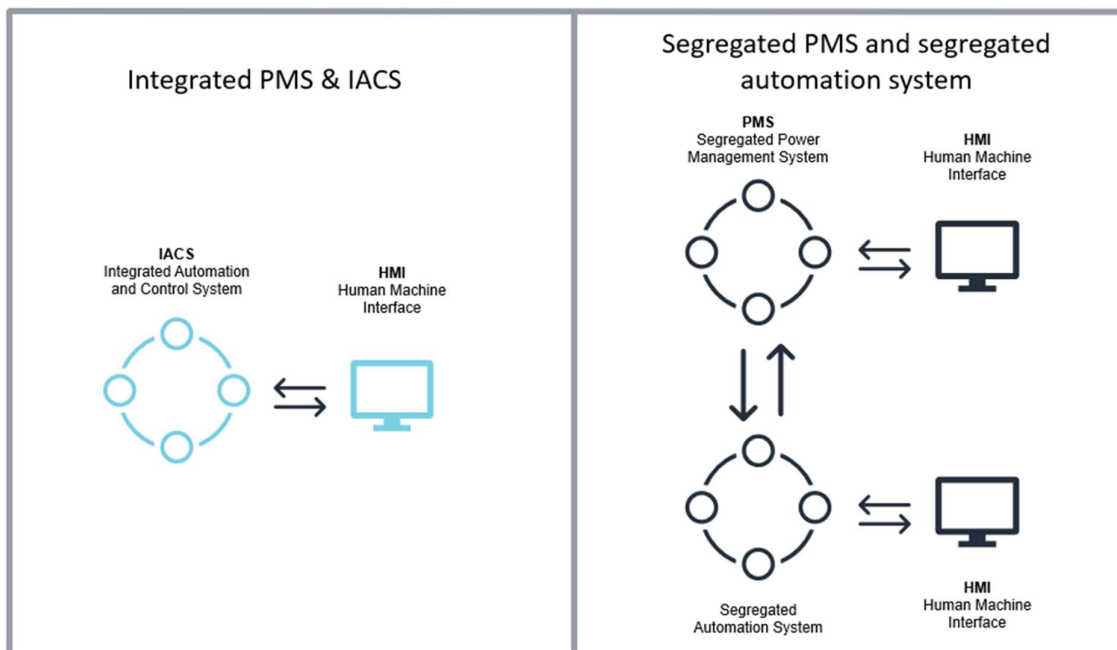 Integrated PMS & IACS
IACS
Integrated Automation
and Control System
HMI
Human Machine
Interface
Segregated PMS and segregated
automation system
PMS
Segregated Power
Management System
HMI
Human Machine
Interface
Segregated
Automation System
HMI
Human Machine
Interface